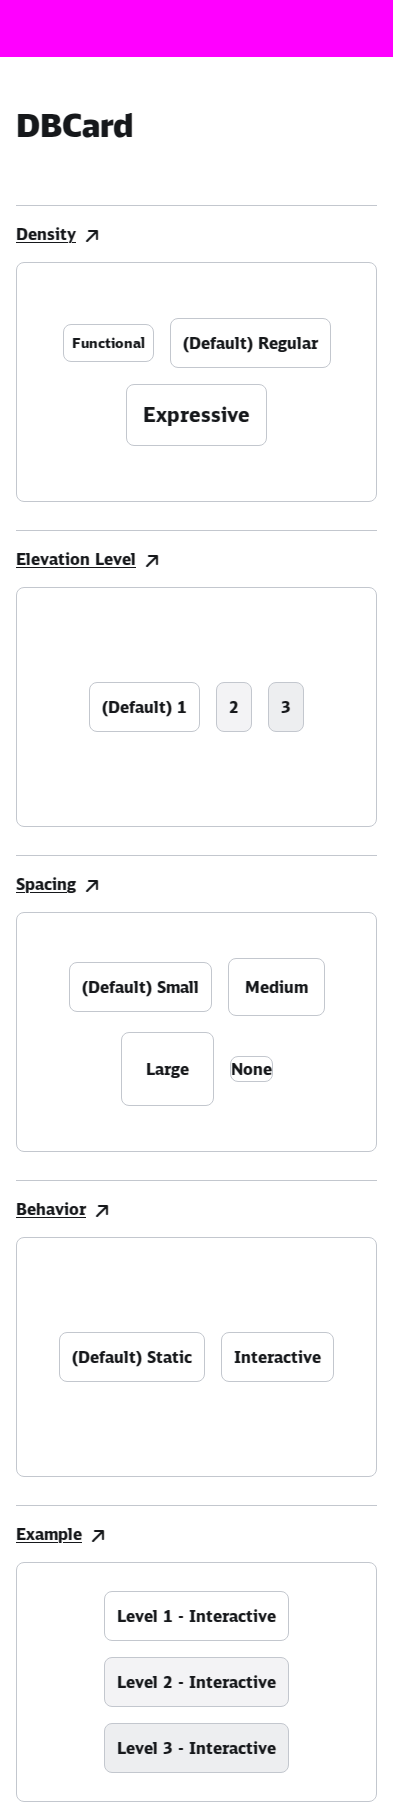 DBCard
Density
Functional
(Default) Regular
Expressive
Elevation Level
(Default) 1
2
3
Spacing
(Default) Small
Medium
Large
None
Behavior
(Default) Static
Interactive
Example
Level 1 - Interactive
Level 2 - Interactive
Level 3 - Interactive